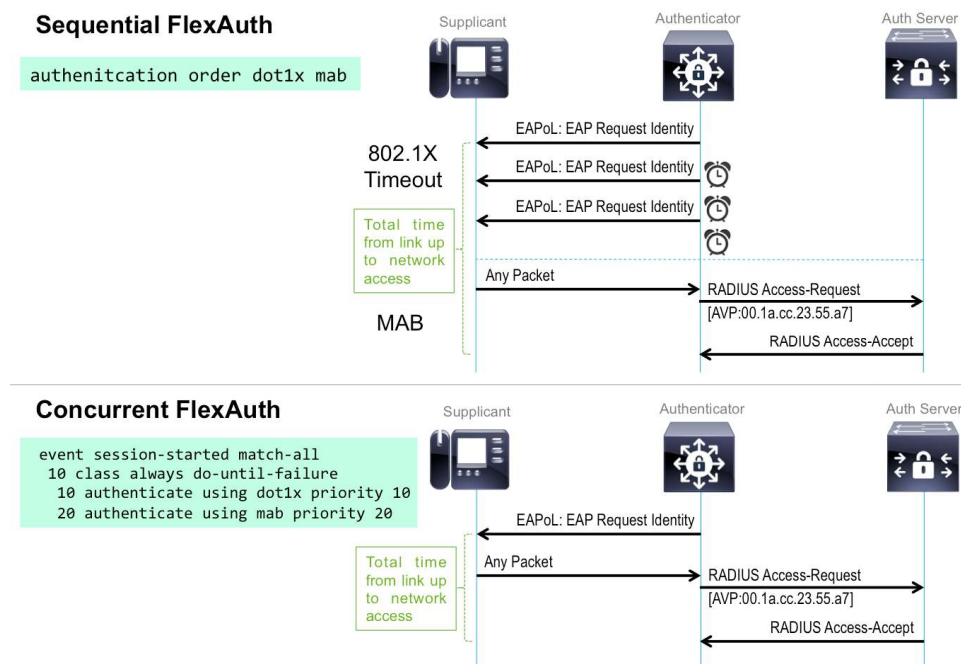 Sequential FlexAuth
authenitcation order dot1x mab
Supplicant
Authenticator
Auth Server
EAPoL: EAP Request Identity
802.1X
Timeout
EAPoL: EAP Request Identity
EAPoL: EAP Request Identity
Total time
from link up
to network
access
Any Packet
RADIUS Access-Request
[AVP:00.1a.cc.23.55.a7]
MAB
RADIUS Access-Accept
Concurrent FlexAuth
event session-started match-all
10 class always do-until-failure
10 authenticate using dot1x priority 10
20 authenticate using mab priority 20
Supplicant
Authenticator
Auth Server
EAPoL: EAP Request Identity
Total time
from link up
to network
access
Any Packet
RADIUS Access-Request
[AVP:00.1a.cc.23.55.a7]
RADIUS Access-Accept